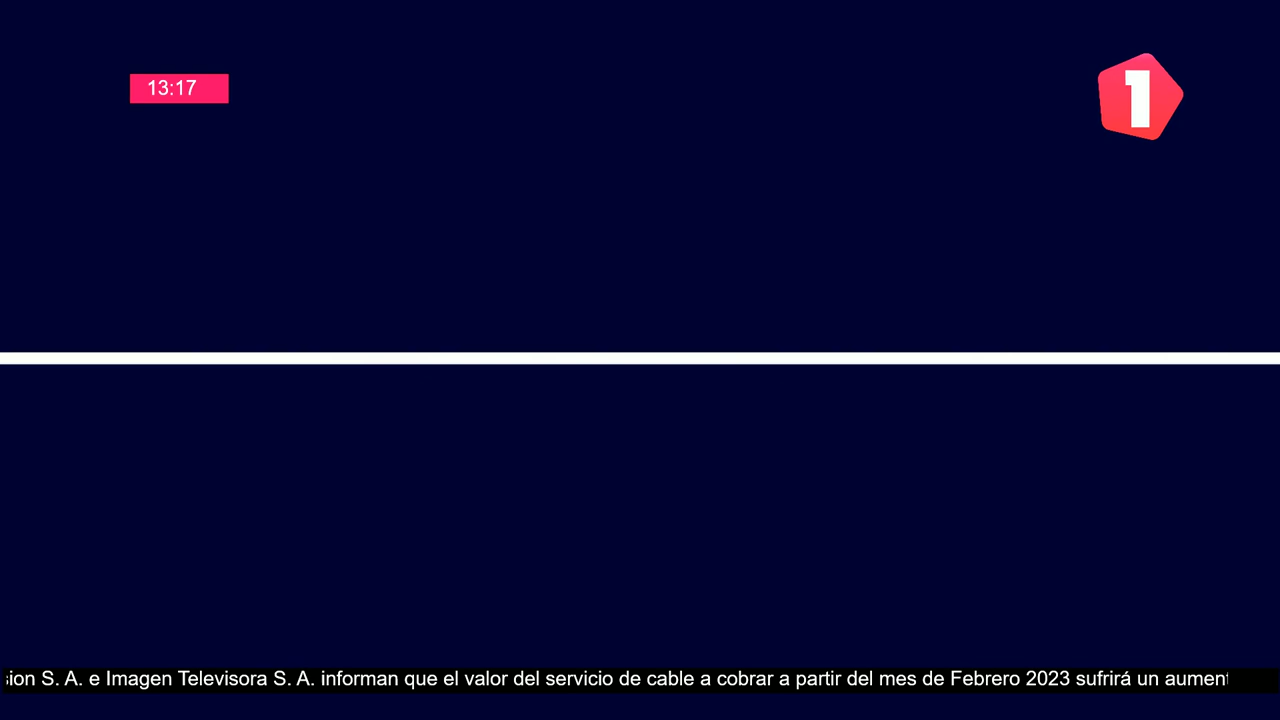 13:17
1
sion S. A. e Imagen Televisora S. A. informan que el valor del servicio de cable a cobrar a partir del mes de Febrero 2023 sufrirá un aument